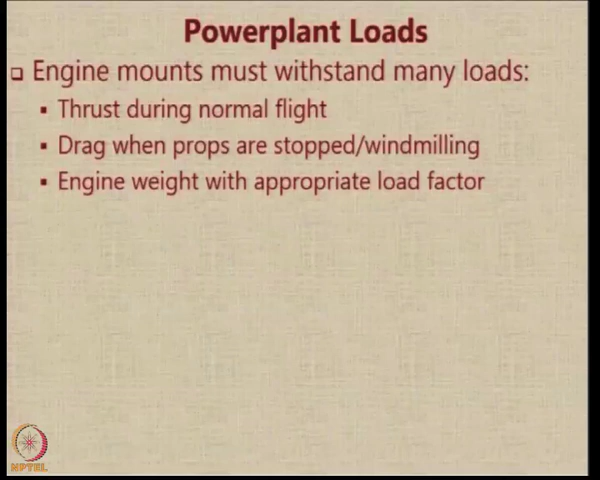 Powerplant Loads
Engine mounts must withstand many loads:
Thrust during normal flight
Drag when props are stopped/windmilling
Engine weight with appropriate load factor
NPTEL